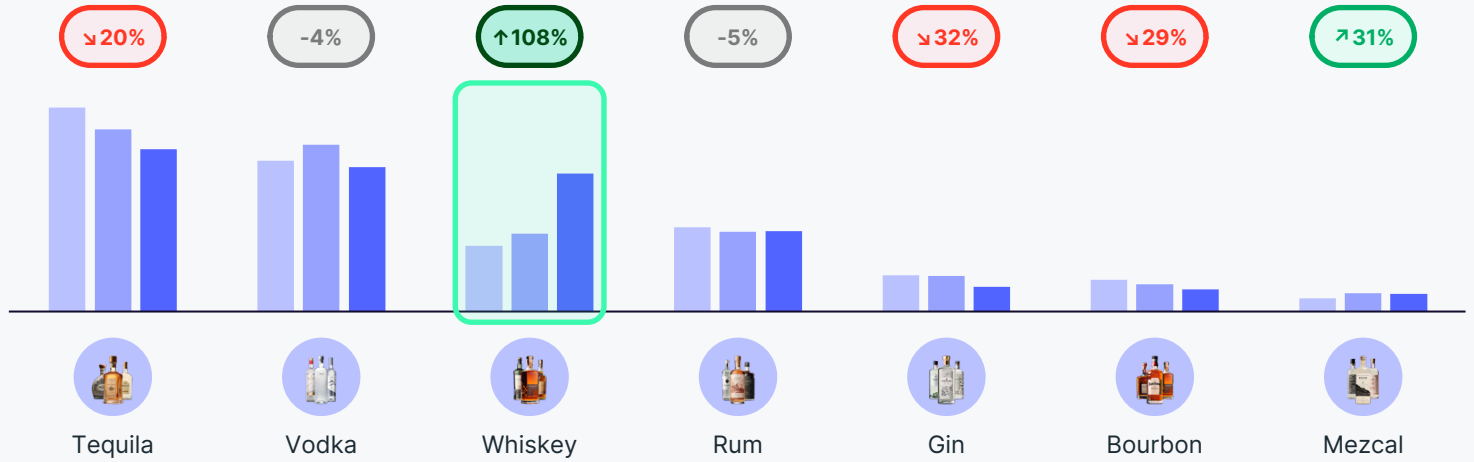 ↘20%
-4%
↑108%
-5%
↘32%
↘29%
↗31%
Tequila
Vodka
Whiskey
Rum
Gin
Bourbon
Mezcal